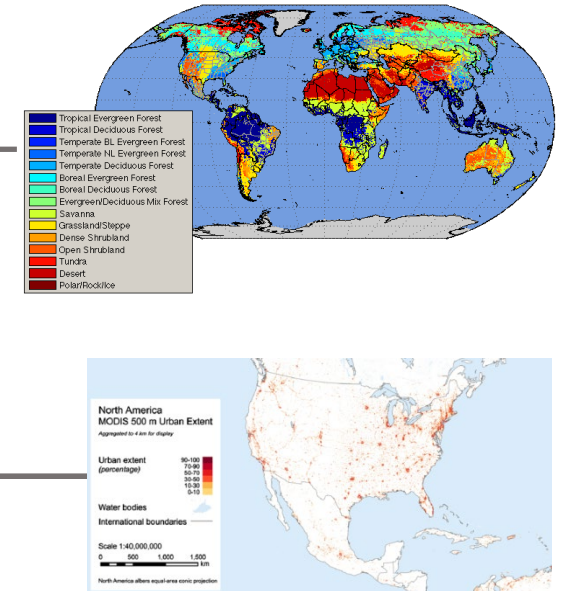 Tropical Evergreen Forest
Tropical Deciduous Forest
Temperate BL Evergreen Forest
Temperate NL Evergreen Forest
Temperate Deciduous Forest
Boreal Evergreen Forest
Boreal Deciduous Forest
Evergreen/Deciduous Mix Forest
Savanna
Grassland/Steppe
Dense Shrubland
Open Shrubland
Tundra
Desert
Polar/Rock/Ice
North America
MODIS 500 m Urban Extent
Aggregated to 4 km for display
Urban extent
(percentage)
90-100
70-90
50-70
30-50
10-30
0-10
Water bodies
International boundaries
Scale 1:40,000,000
0 500 1,000 1,500
km
North America albers equal-area conic projection